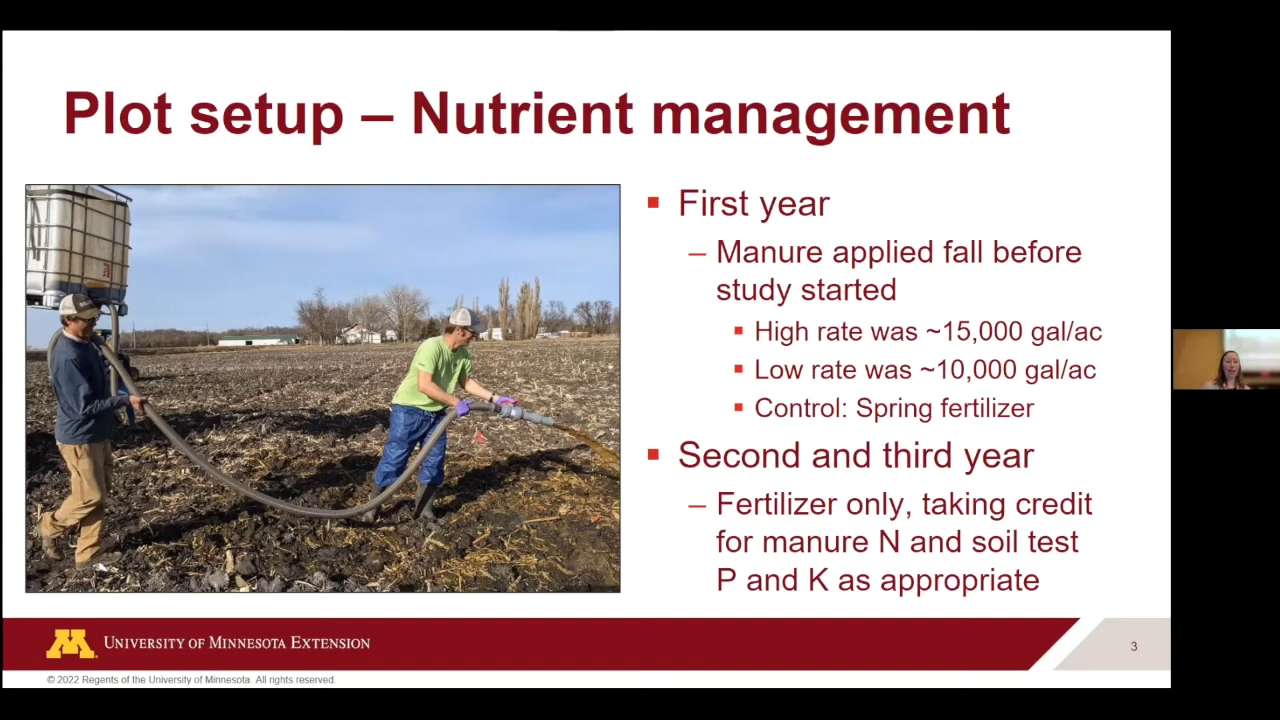 Plot setup – Nutrient management
First year
– Manure applied fall before
study started
High rate was ~15,000 gal/ac
Low rate was ~10,000 gal/ac
Control: Spring fertilizer
Second and third year
– Fertilizer only, taking credit
for manure N and soil test
P and K as appropriate
UNIVERSITY OF MINNESOTA EXTENSION
3
© 2022 Regents of the University of Minnesota. All rights reserved.